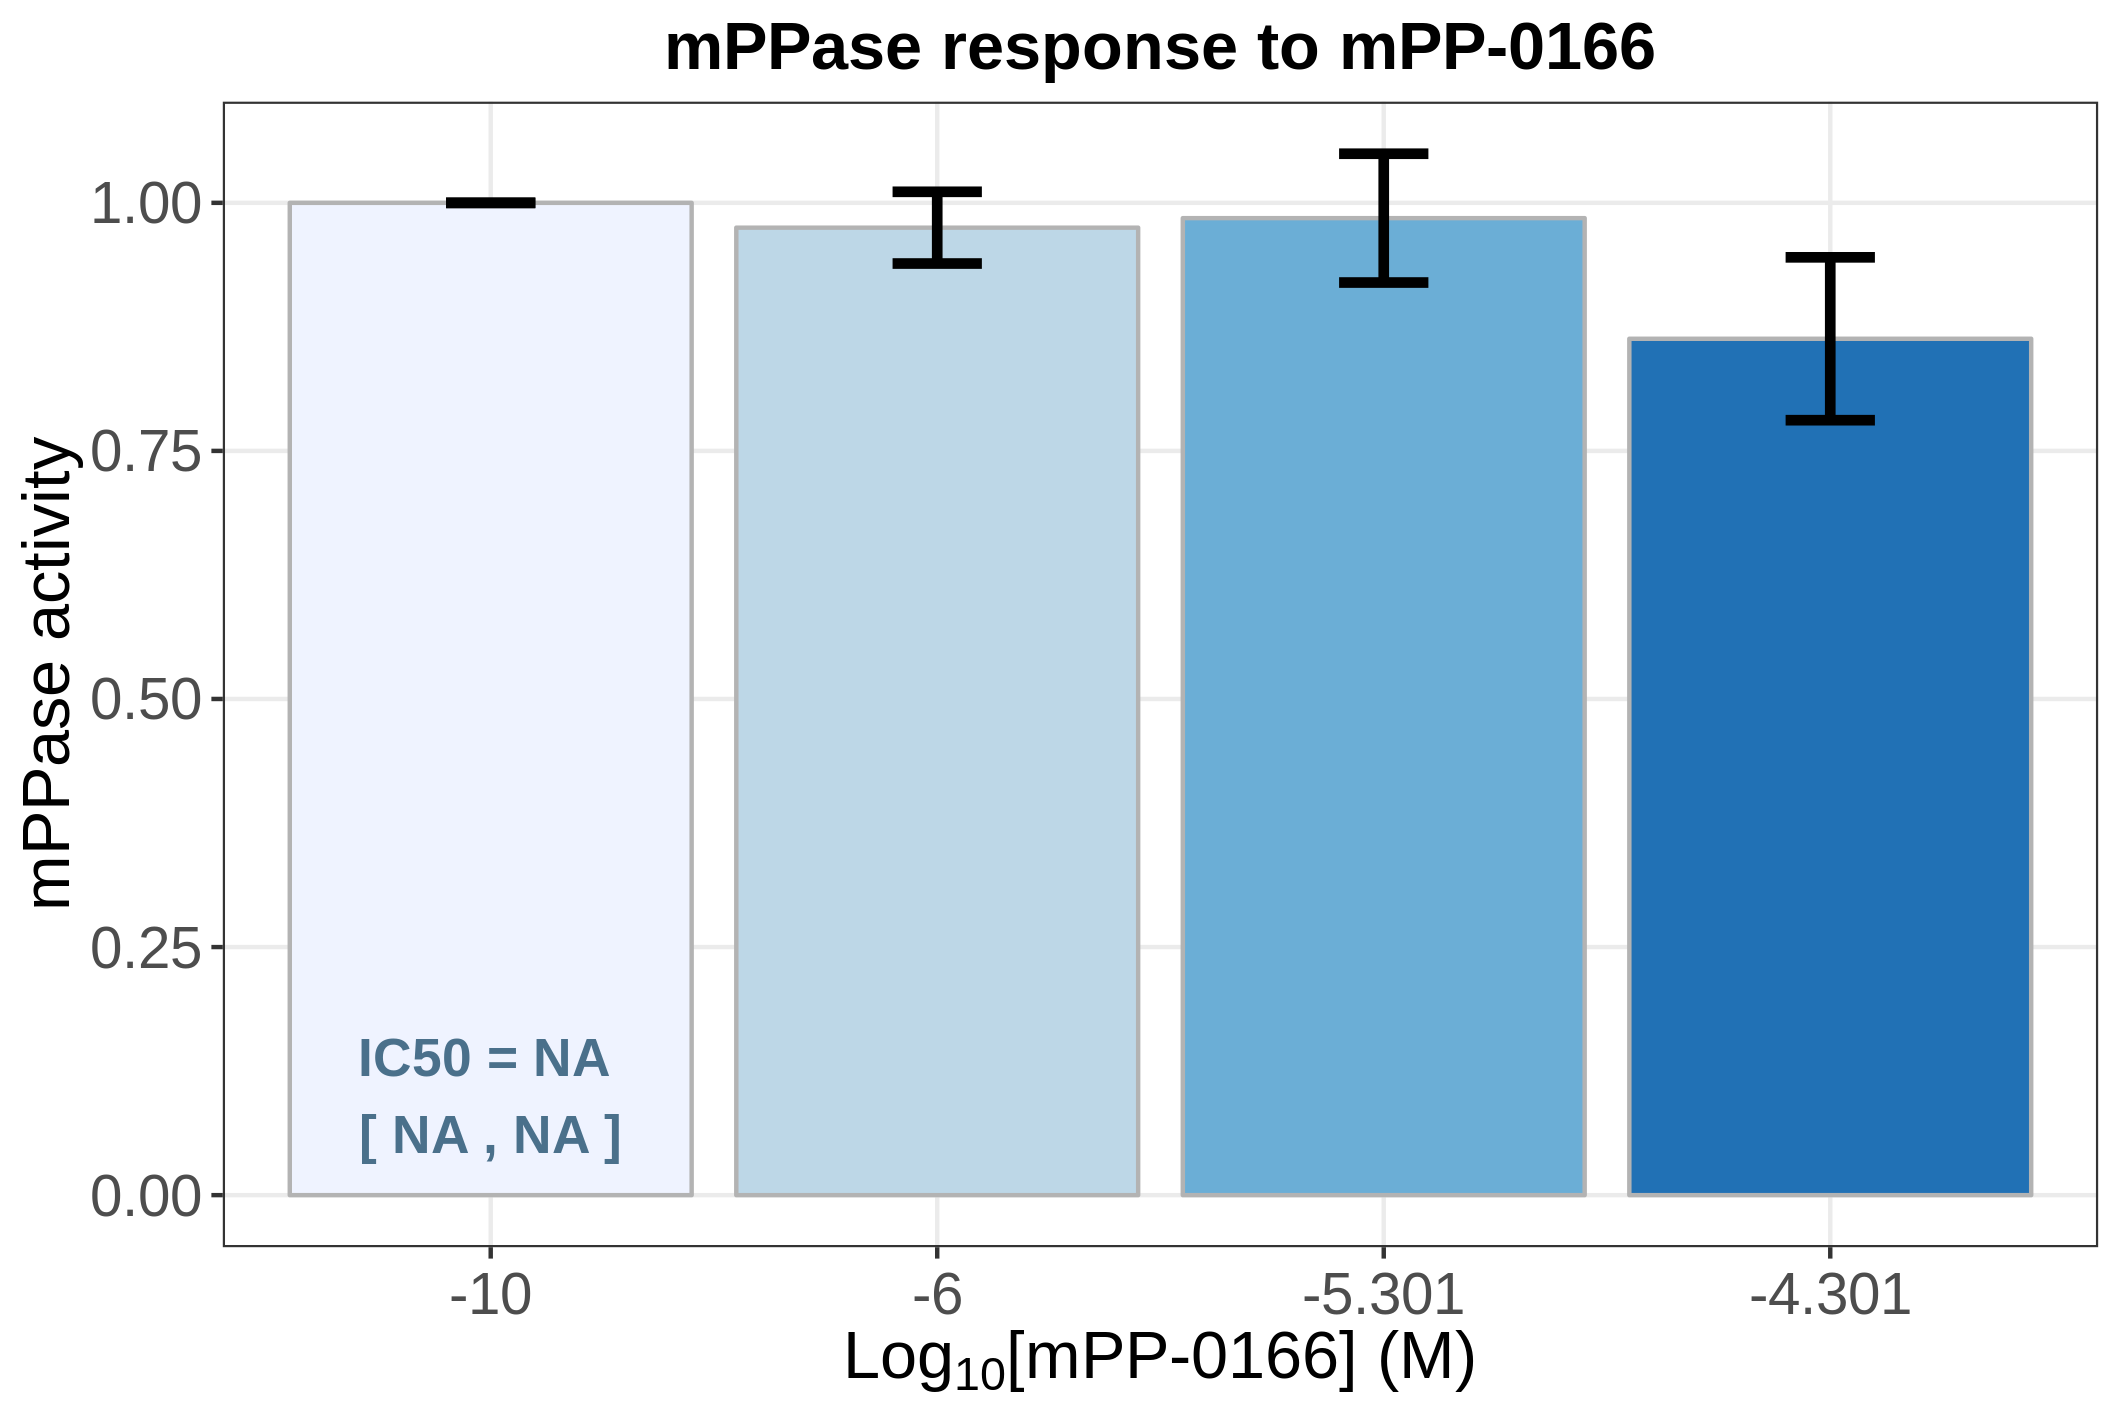 mPPase response to mPP-0166
mPPase activity
1.00
0.75
0.50
0.25
0.00
IC50 = NA
[ NA , NA ]
-10
-6
-5.301
-4.301
Log10[mPP-0166] (M)